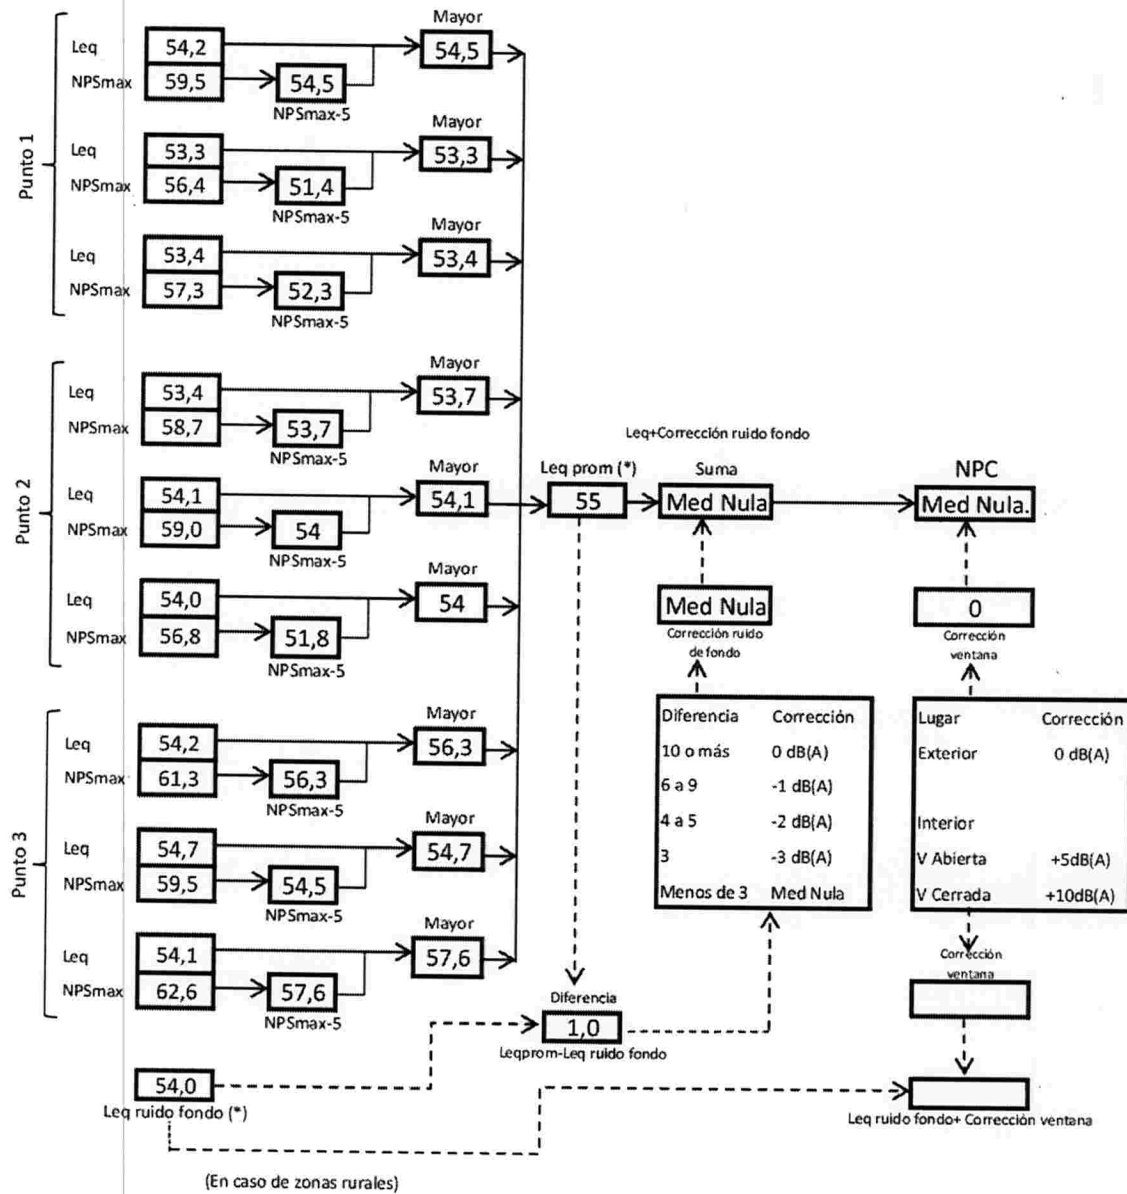 Punto 1
Mayor
Leq 54,2 54,5
NPSmax 59,5 54,5
NPSmax-5
Mayor
Leq 53,3 53,3
NPSmax 56,4 51,4
NPSmax-5
Mayor
Leq 53,4 53,4
NPSmax 57,3 52,3
NPSmax-5
Punto 2
Mayor
Leq 53,4 53,7
NPSmax 58,7 53,7
NPSmax-5
Mayor
Leq 54,1 54,1
NPSmax 59,0 54
NPSmax-5
Mayor
Leq 54,0 54
NPSmax 56,8 51,8
NPSmax-5
Punto 3
Mayor
Leq 54,2 56,3
NPSmax 61,3 56,3
NPSmax-5
Mayor
Leq 54,7 54,7
NPSmax 59,5 54,5
NPSmax-5
Mayor
Leq 54,1 57,6
NPSmax 62,6 57,6
NPSmax-5
54,0
Leq ruido fondo (*)
(En caso de zonas rurales)
Leq prom (*)
55
Diferencia
1,0
Leqprom-Leq ruido fondo
Leq+Corrección ruido fondo
Suma
Med Nula
Med Nula
Corrección ruido
de fondo
Diferencia Corrección
10 o más 0 dB(A)
6 a 9 -1 dB(A)
4 a 5 -2 dB(A)
3 -3 dB(A)
Menos de 3 Med Nula
NPC
Med Nula.
0
Corrección
ventana
Lugar Corrección
Exterior 0 dB(A)
Interior
V Abierta +5dB(A)
V Cerrada +10dB(A)
Corrección
ventana
Leq ruido fondo+ Corrección ventana